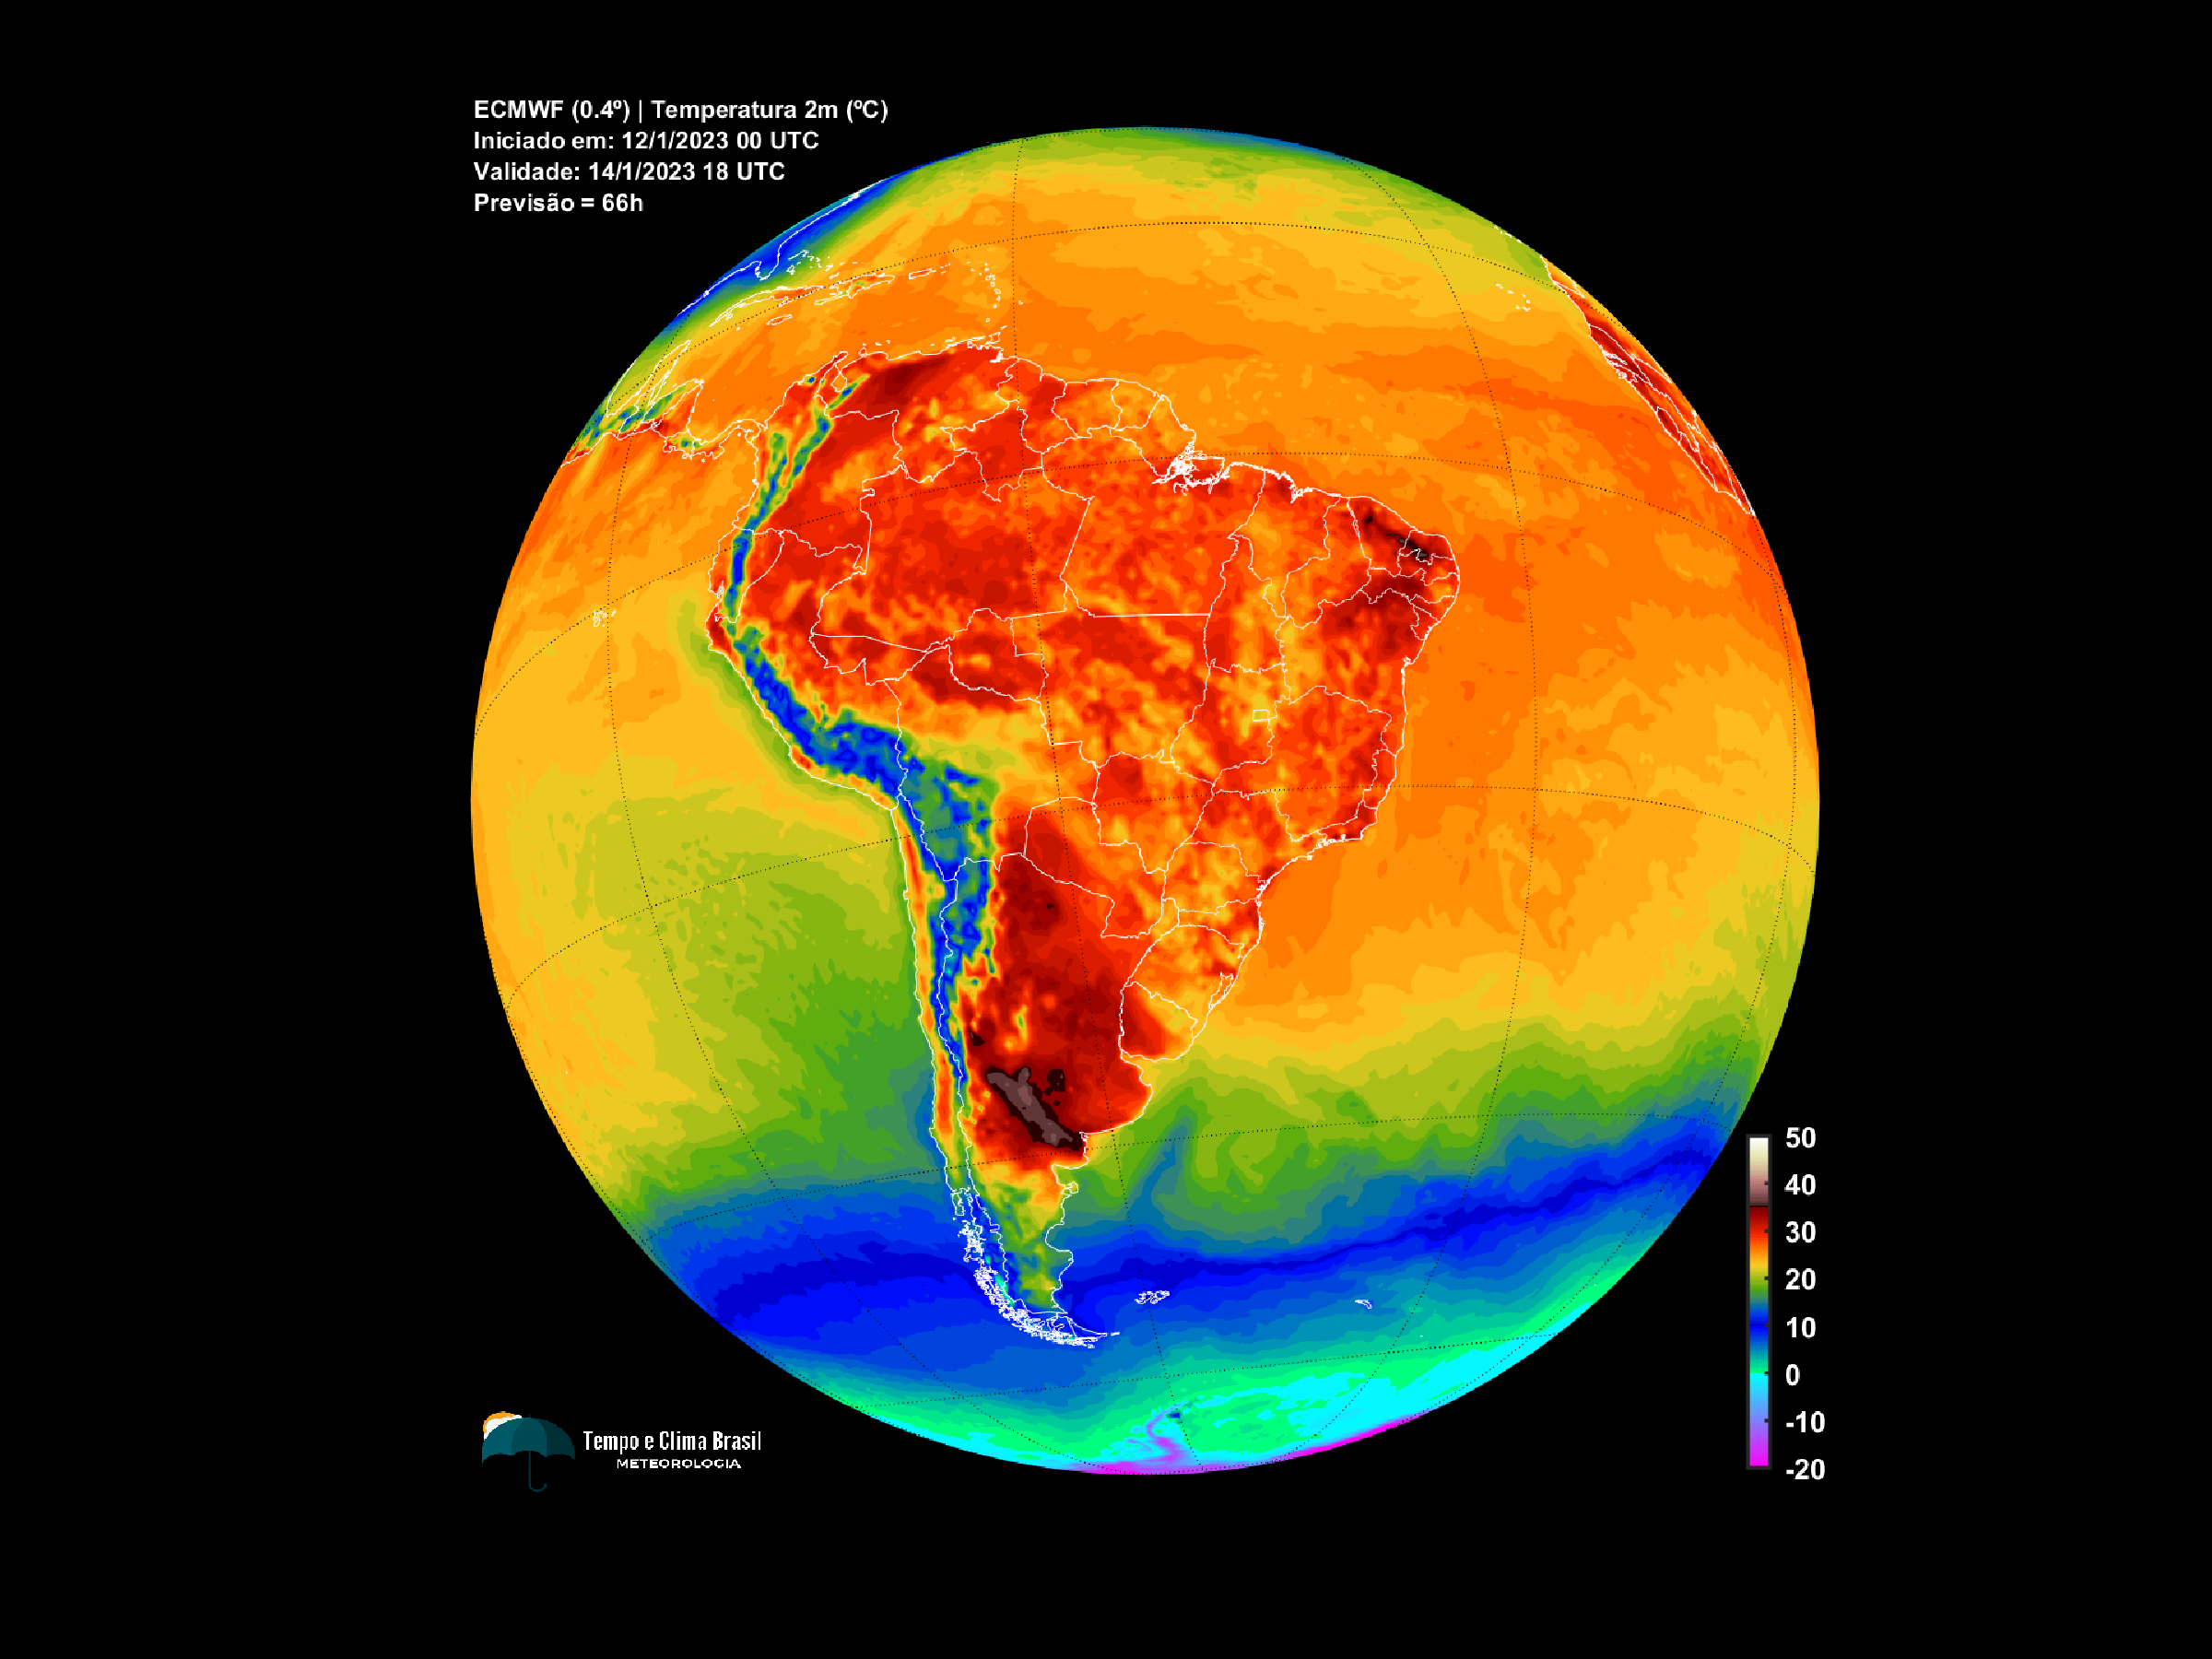 ECMWF (0.4º) | Temperatura 2m (ºC)
Iniciado em: 12/1/2023 00 UTC
Validade: 14/1/2023 18 UTC
Previsão = 66h
50
40
30
20
10
0
-10
-20
Tempo e Clima Brasil
METEOROLOGIA